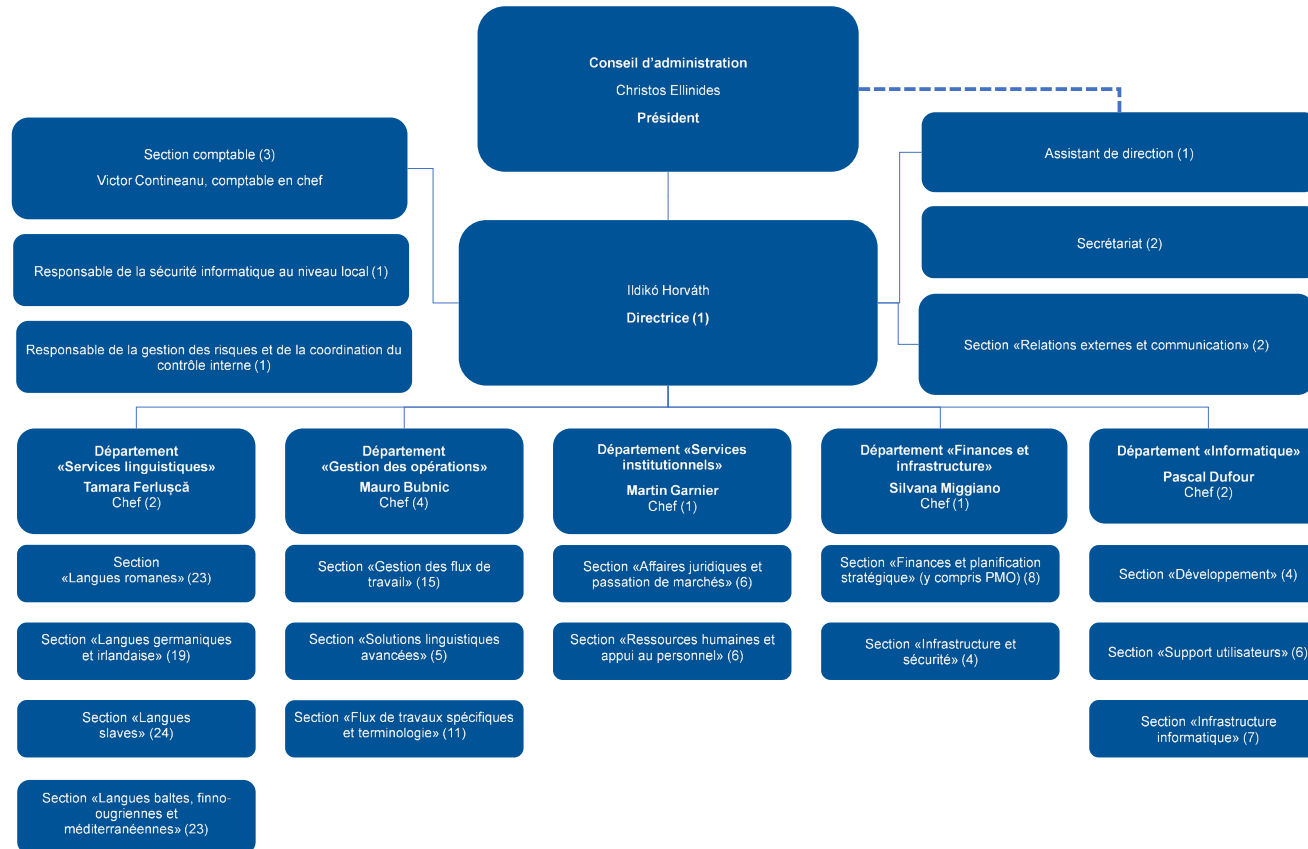 Conseil d'administration
Christos Ellinides
Président
Section comptable (3)
Victor Contineanu, comptable en chef
Assistant de direction (1)
Responsable de la sécurité informatique au niveau local (1)
Secrétariat (2)
Ildikó Horváth
Directrice (1)
Responsable de la gestion des risques et de la coordination du
contrôle interne (1)
Section «Relations externes et communication» (2)
Département
«Services linguistiques»
Tamara Ferlușcă
Chef (2)
Département
«Gestion des opérations»
Mauro Bubnic
Chef (4)
Département «Services
institutionnels»
Martin Garnier
Chef (1)
Département «Finances et
infrastructure»
Silvana Miggiano
Chef (1)
Département «Informatique»
Pascal Dufour
Chef (2)
Section
«Langues romanes» (23)
Section «Gestion des flux de
travail» (15)
Section «Affaires juridiques et
passation de marchés» (6)
Section «Finances et planification
stratégique» (y compris PMO) (8)
Section «Développement» (4)
Section «Langues germaniques
et irlandaise» (19)
Section «Solutions linguistiques
avancées» (5)
Section «Ressources humaines et
appui au personnel» (6)
Section «Infrastructure et
sécurité» (4)
Section «Support utilisateurs» (6)
Section «Langues
slaves» (24)
Section «Flux de travaux spécifiques
et terminologie» (11)
Section «Infrastructure
informatique» (7)
Section «Langues baltes, finno-
ougriennes et
méditerranéennes» (23)